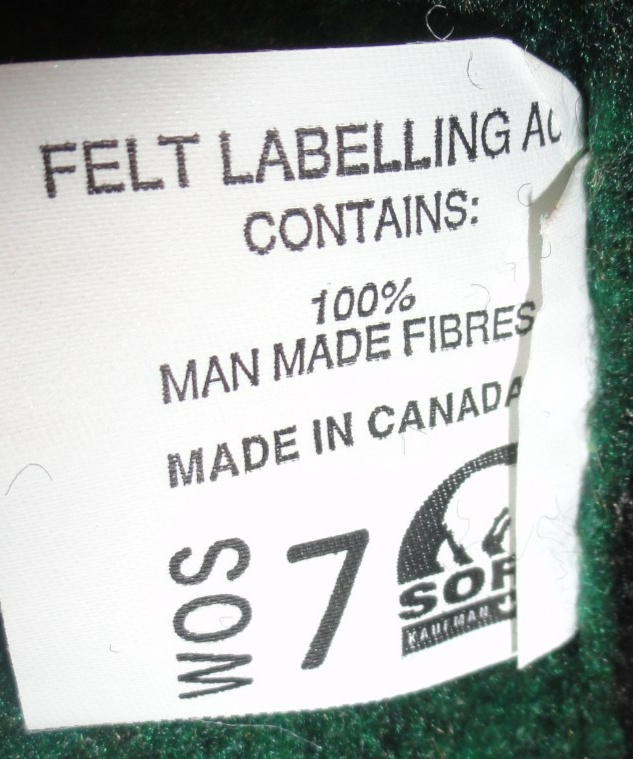 FELT LABELLING AC
CONTAINS:
100%
MAN MADE FIBRES
MADE IN CANADA
WOS
7
SOR
KAUFMAN